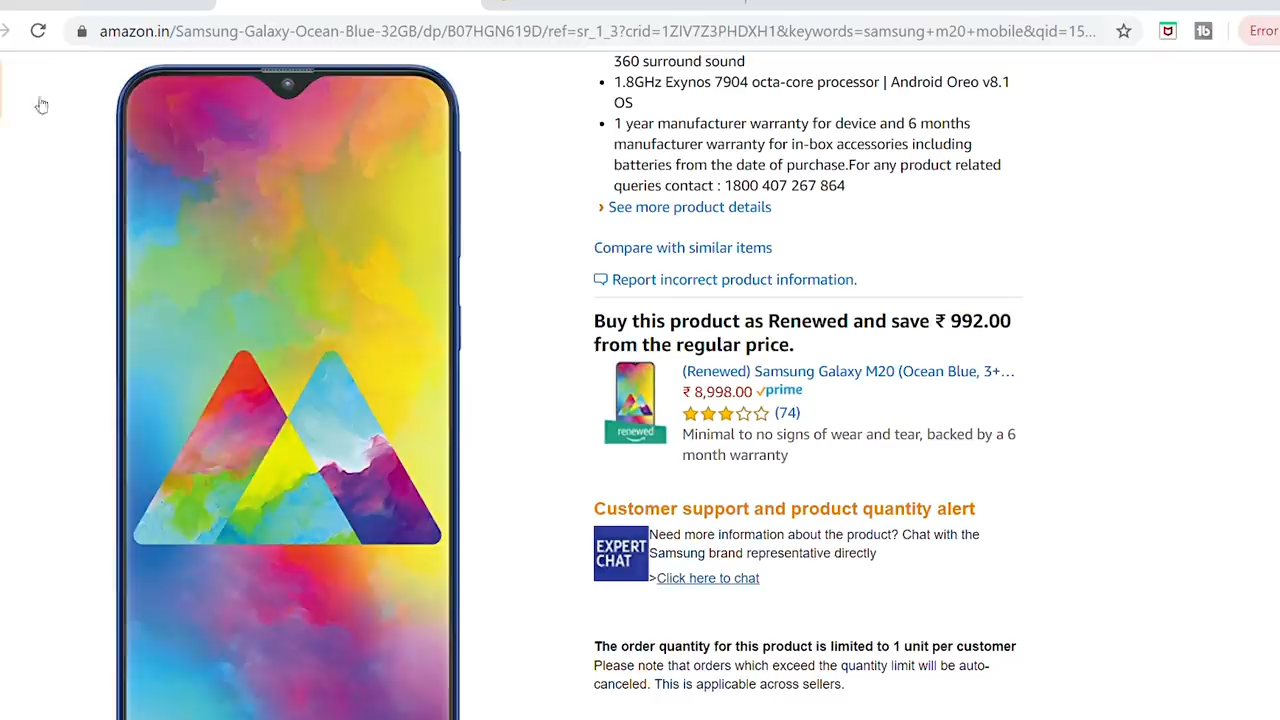 amazon.in/Samsung-Galaxy-Ocean-Blue-32GB/dp/B07HGN619D/ref=sr_1_3?crid=1ZIV7Z3PHDXH1&keywords=samsung+m20+mobile&qid=15...
Error
360 surround sound
• 1.8GHz Exynos 7904 octa-core processor | Android Oreo v8.1
OS
• 1 year manufacturer warranty for device and 6 months
manufacturer warranty for in-box accessories including
batteries from the date of purchase.For any product related
queries contact : 1800 407 267 864
› See more product details
Compare with similar items
Report incorrect product information.
Buy this product as Renewed and save ₹ 992.00
from the regular price.
(Renewed) Samsung Galaxy M20 (Ocean Blue, 3+...
₹ 8,998.00 prime
(74)
renewed
Minimal to no signs of wear and tear, backed by a 6
month warranty
Customer support and product quantity alert
EXPERT
CHAT
Need more information about the product? Chat with the
Samsung brand representative directly
>Click here to chat
The order quantity for this product is limited to 1 unit per customer
Please note that orders which exceed the quantity limit will be auto-
canceled. This is applicable across sellers.